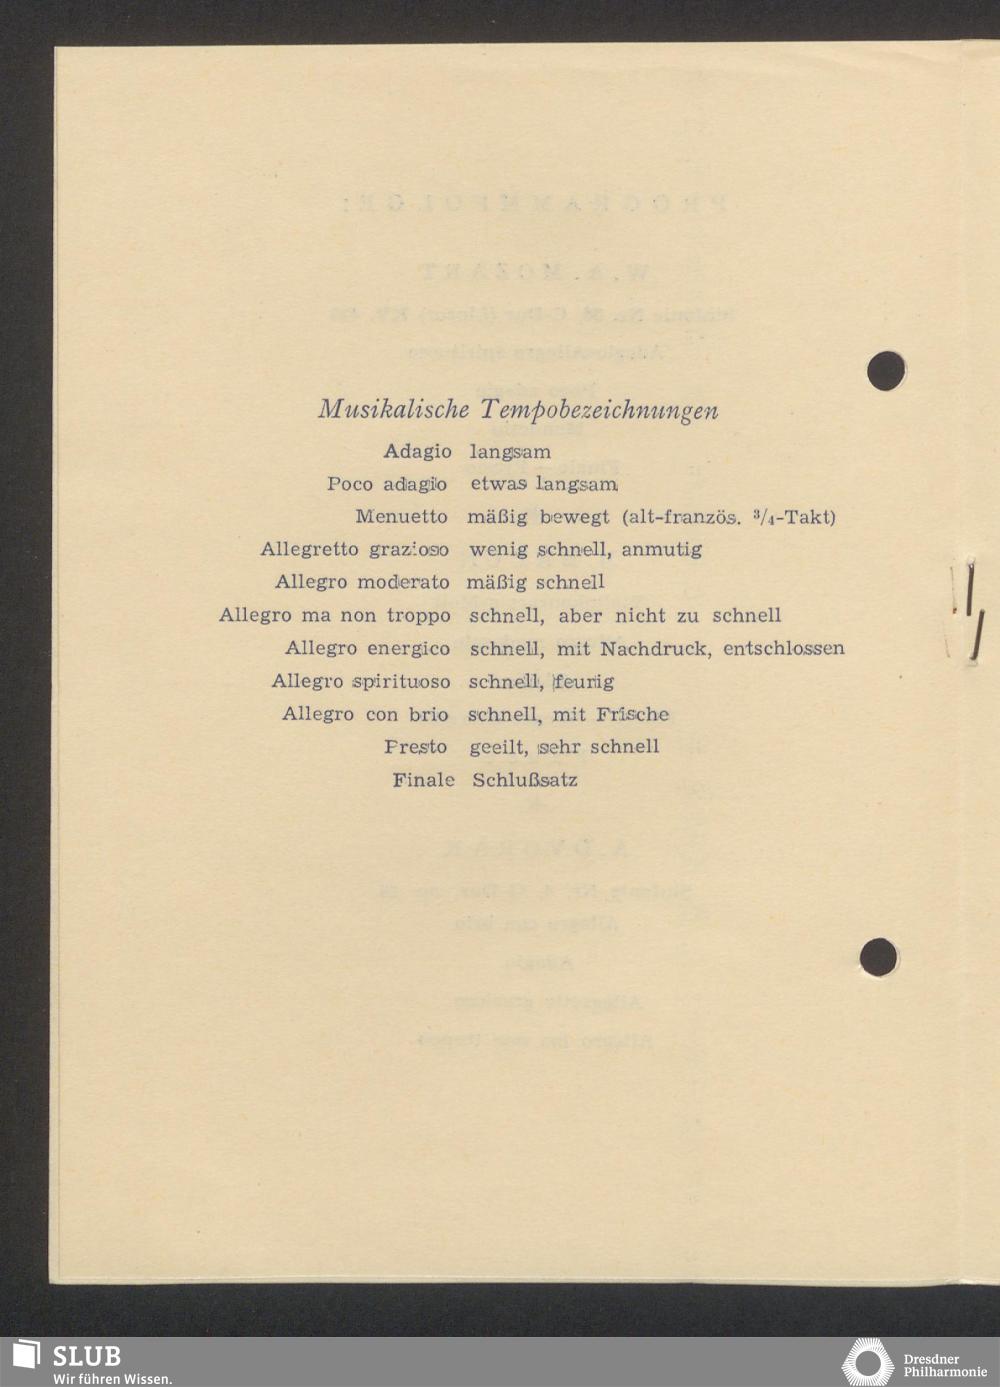 Musikalische Tempobezeichnungen
Adagio langsam
Poco adagio etwas langsam
Menuetto mäßig bewegt (alt-französ. ³/₄-Takt)
Allegretto grazioso wenig schnell, anmutig
Allegro moderato mäßig schnell
Allegro ma non troppo schnell, aber nicht zu schnell
Allegro energico schnell, mit Nachdruck, entschlossen
Allegro spirituoso schnell, feurig
Allegro con brio schnell, mit Frische
Presto geeilt, sehr schnell
Finale Schlußsatz
SLUB
Wir führen Wissen.
Dresdner
Philharmonie